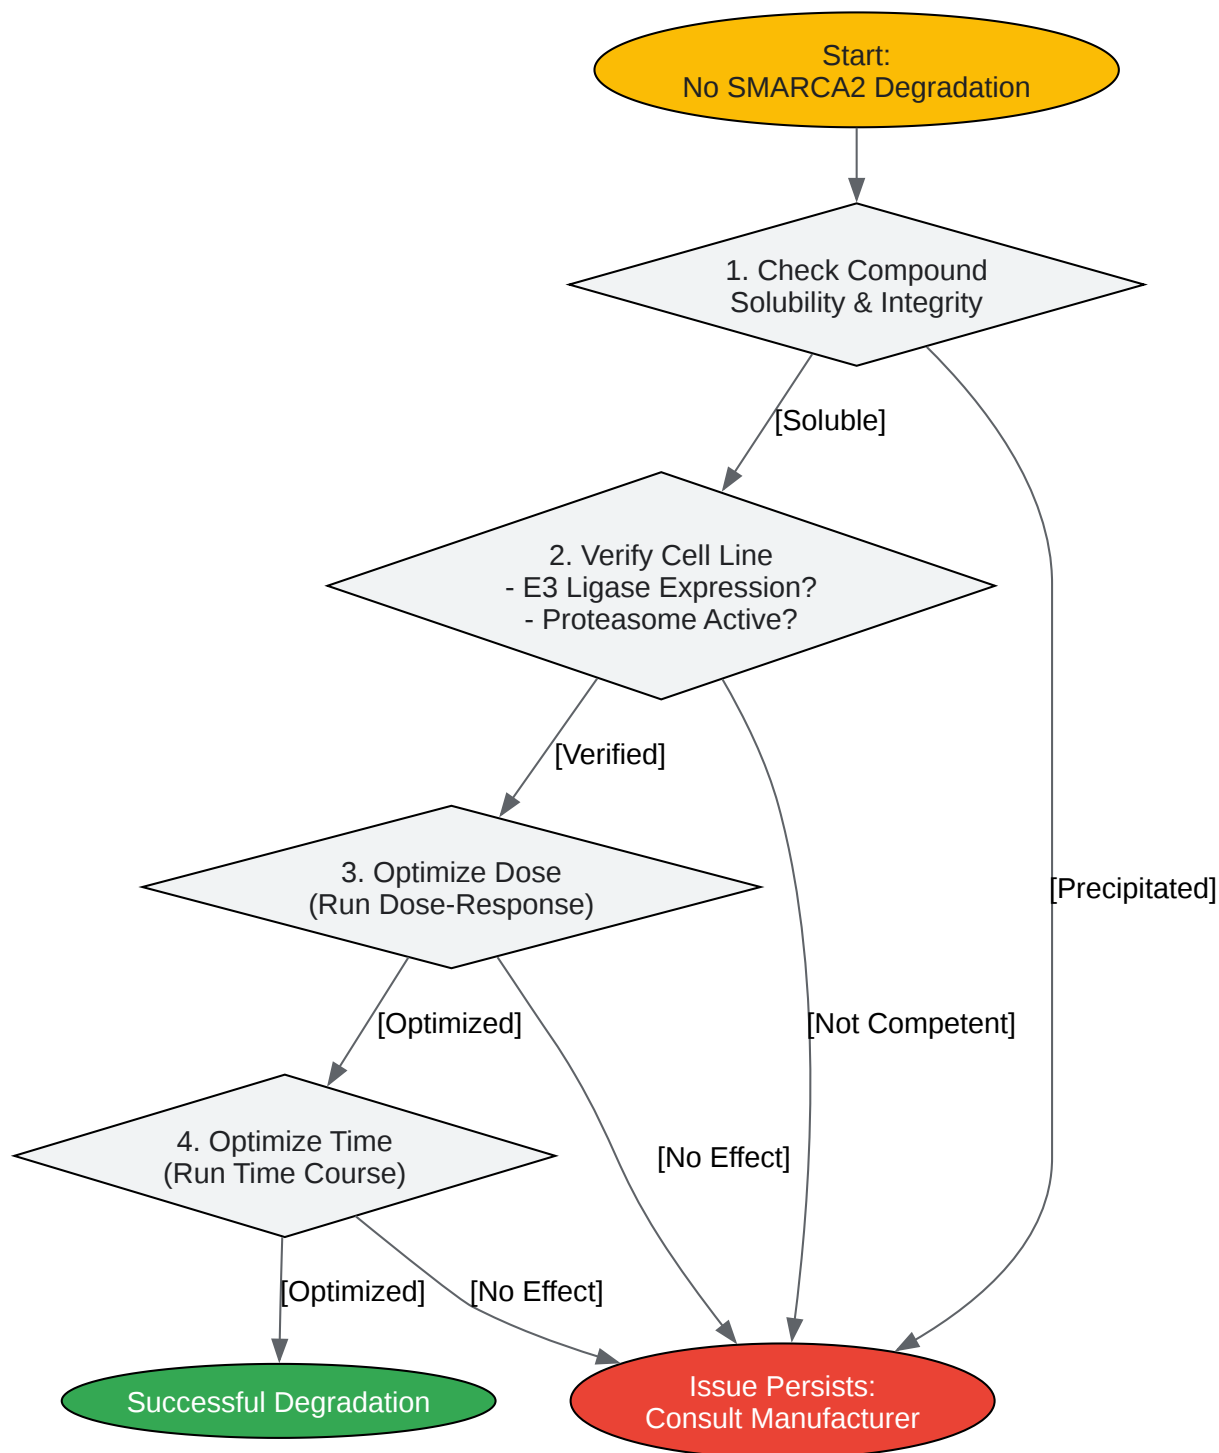 Start:
No SMARCA2 Degradation
1. Check Compound
Solubility & Integrity
[Soluble]
2. Verify Cell Line
- E3 Ligase Expression?
- Proteasome Active?
[Verified]
3. Optimize Dose
(Run Dose-Response)
[Precipitated]
[Optimized]
[Not Competent]
4. Optimize Time
(Run Time Course)
[No Effect]
[Optimized]
[No Effect]
Successful Degradation
Issue Persists:
Consult Manufacturer